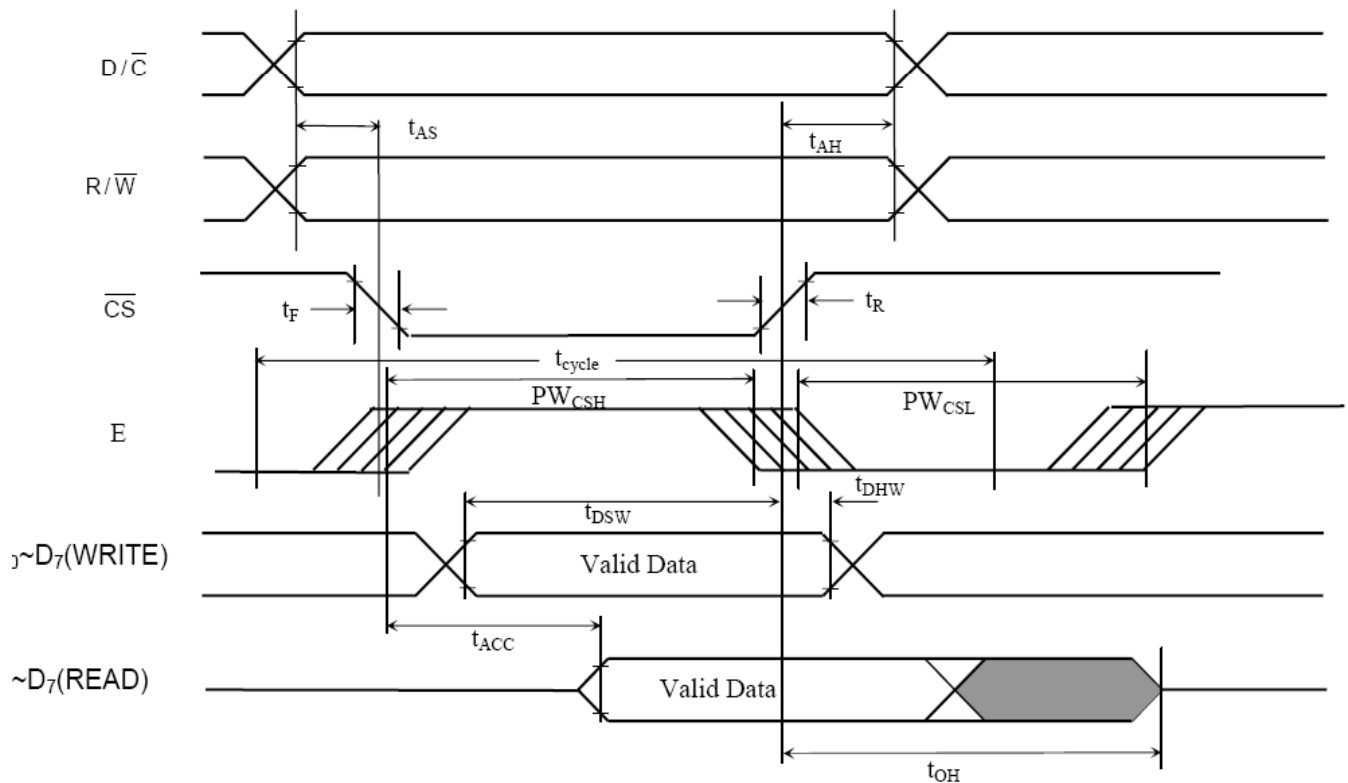 D/C̅
tAS
tAH
R/W̅
C̅S̅
tF
tR
tcycle
PWCSH
PWCSL
E
tDHW
tDSW
~D7(WRITE)
Valid Data
tACC
~D7(READ)
Valid Data
tOH